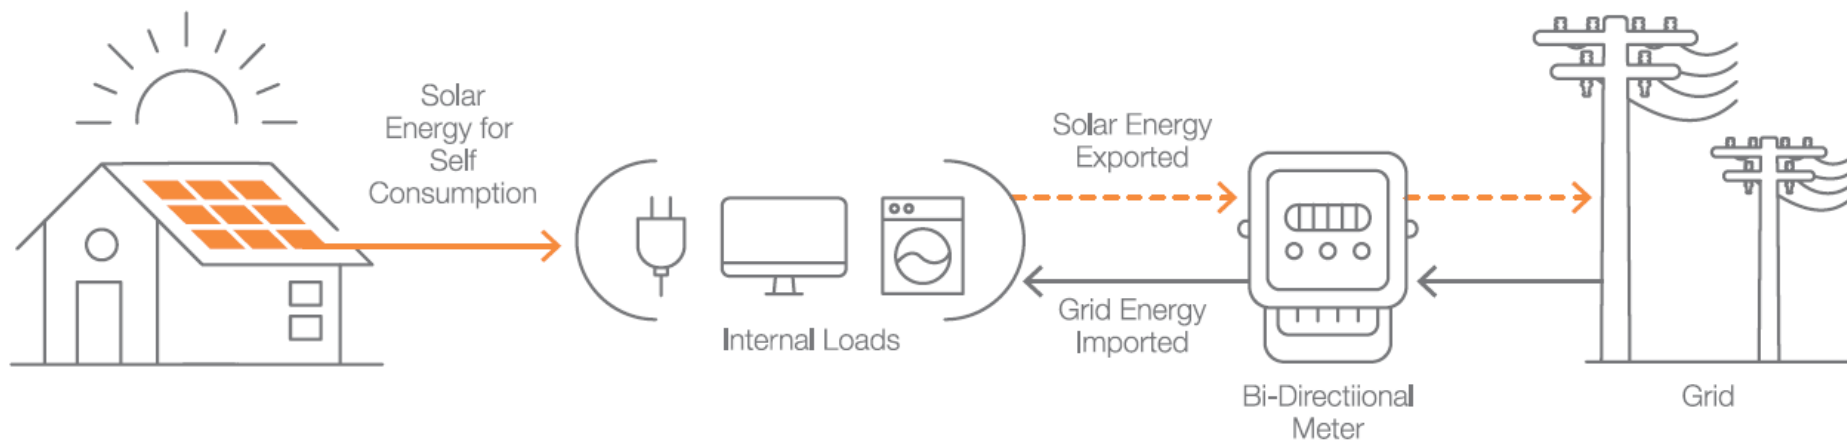 Solar
Energy for
Self
Consumption
Internal Loads
Solar Energy
Exported
Grid Energy
Imported
Bi-Directiional
Meter
Grid